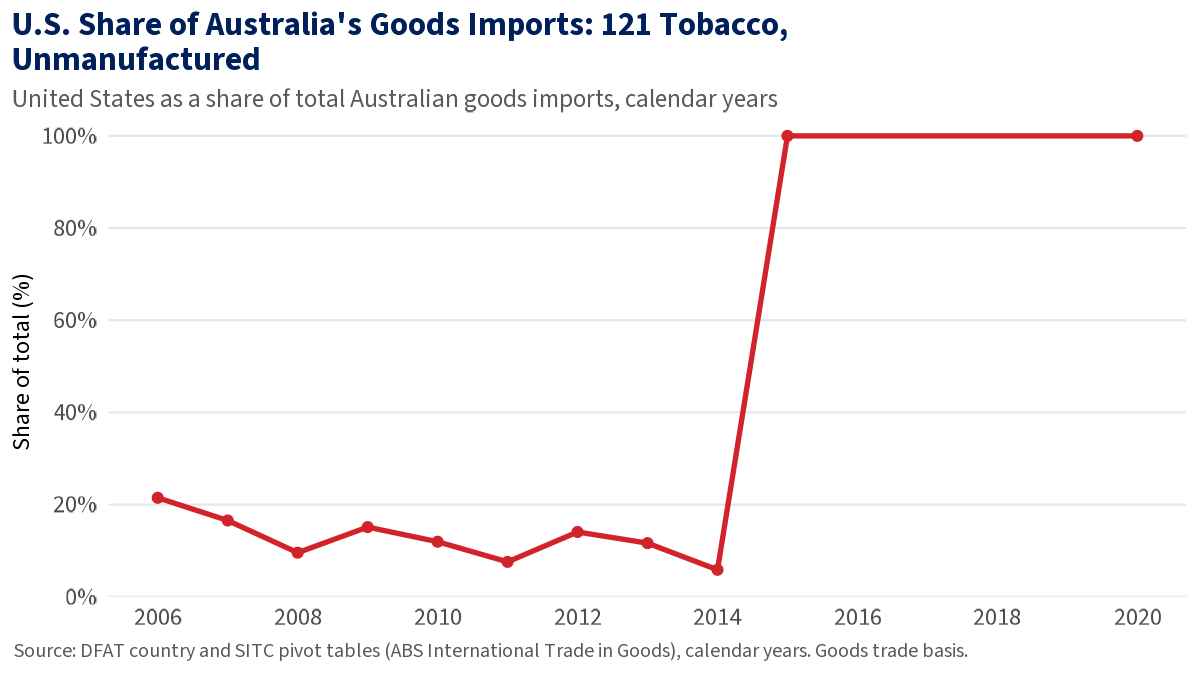 U.S. Share of Australia's Goods Imports: 121 Tobacco,
Unmanufactured
United States as a share of total Australian goods imports, calendar years
Share of total (%)
100%
80%
60%
40%
20%
0%
2006 2008 2010 2012 2014 2016 2018 2020
Source: DFAT country and SITC pivot tables (ABS International Trade in Goods), calendar years. Goods trade basis.